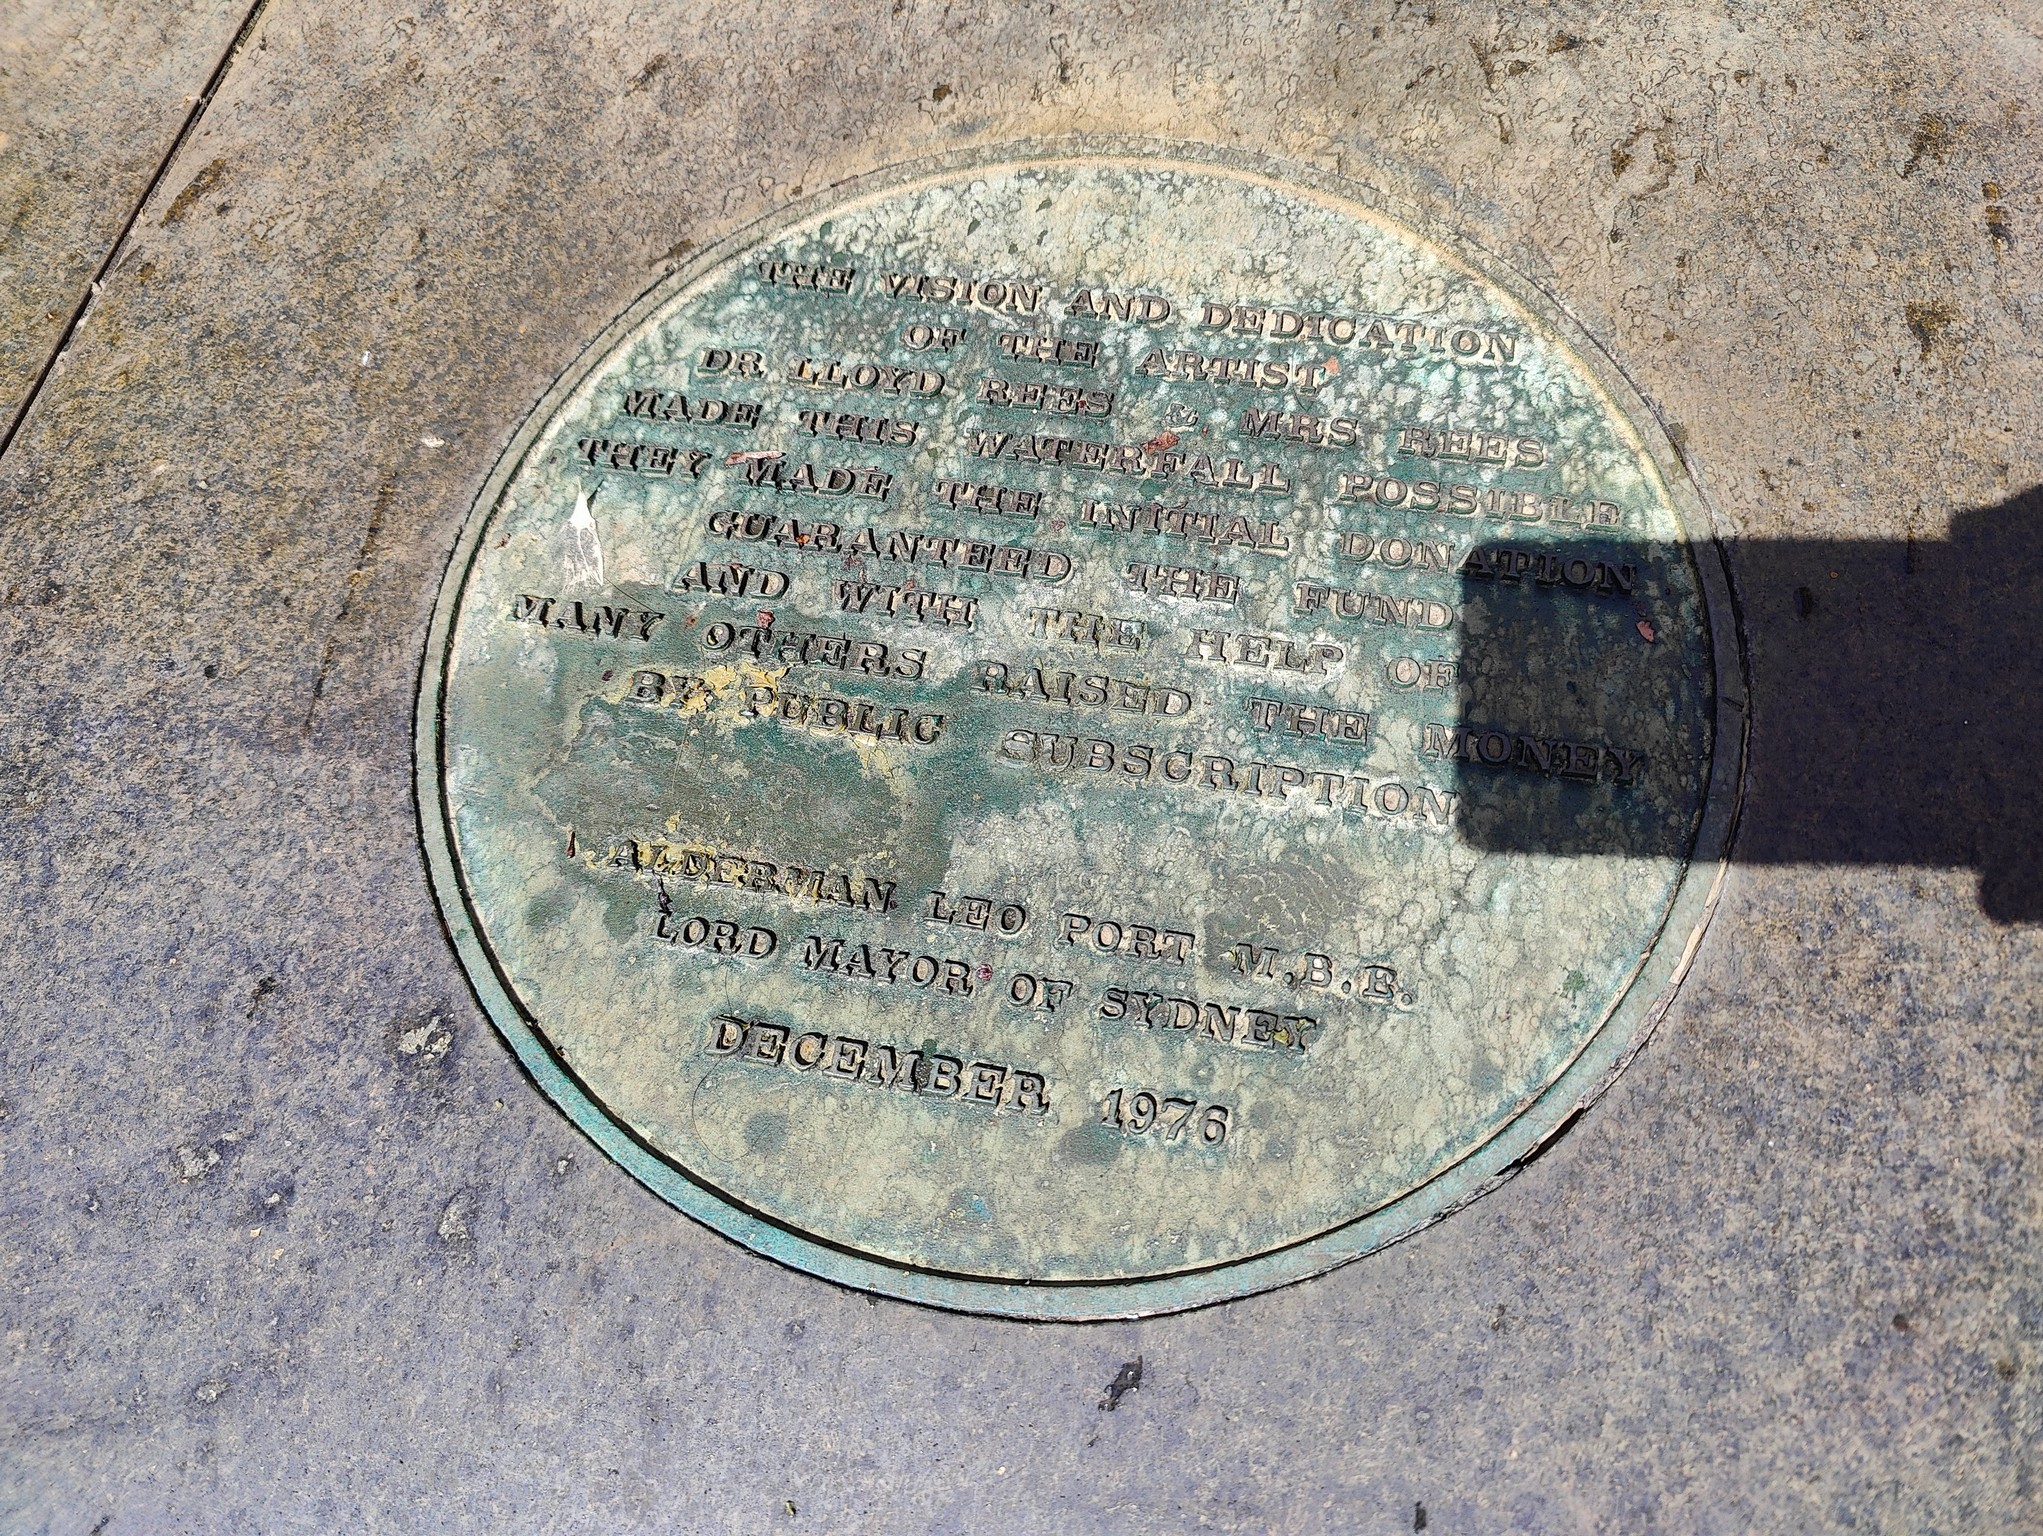 THE VISION AND DEDICATION
OF THE ARTIST
DR LLOYD REES & MRS REES
MADE THIS WATERFALL POSSIBLE
THEY MADE THE INITIAL DONATION
GUARANTEED THE FUND
AND WITH THE HELP OF
MANY OTHERS RAISED THE MONEY
BY PUBLIC SUBSCRIPTION
ALDERMAN LEO PORT M.B.E.
LORD MAYOR OF SYDNEY
DECEMBER 1976